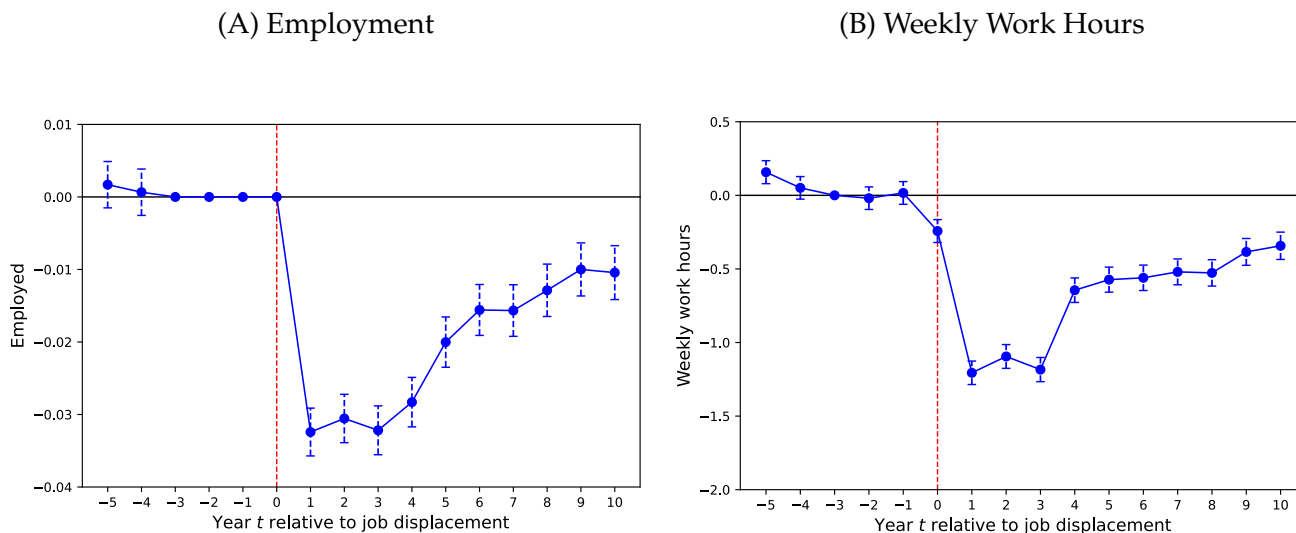 (A) Employment
0.01
0.00
−0.01
−0.02
−0.03
−0.04
Employed
−5 −4 −3 −2 −1 0 1 2 3 4 5 6 7 8 9 10
Year t relative to job displacement
(B) Weekly Work Hours
0.5
0.0
−0.5
−1.0
−1.5
−2.0
Weekly work hours
−5 −4 −3 −2 −1 0 1 2 3 4 5 6 7 8 9 10
Year t relative to job displacement